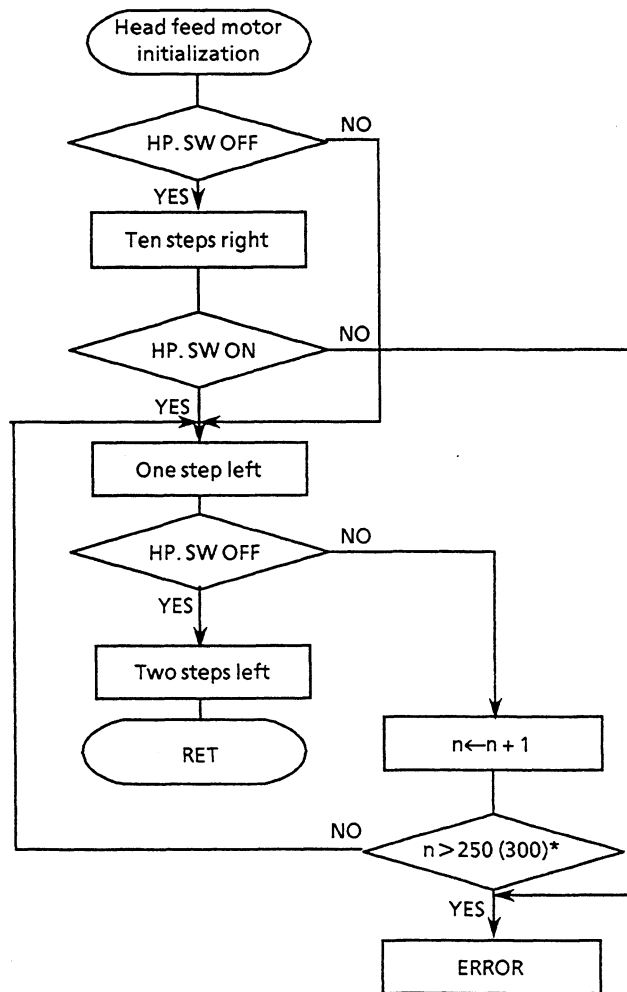 Head feed motor
initialization
HP. SW OFF
NO
YES
Ten steps right
HP. SW ON
NO
YES
One step left
HP. SW OFF
NO
YES
Two steps left
RET
n←n + 1
n > 250 (300)*
NO
YES
ERROR